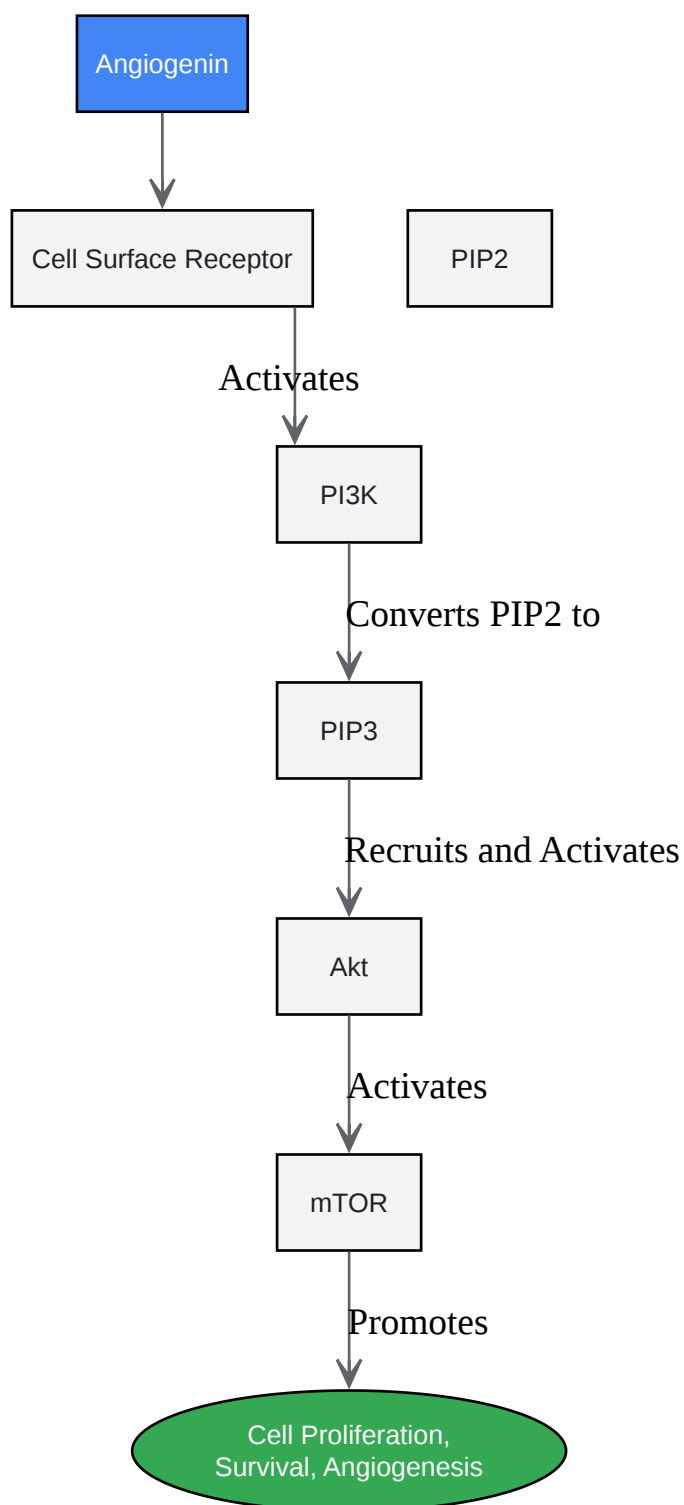 Angiogenin
Cell Surface Receptor
PIP2
Activates
PI3K
Converts PIP2 to
PIP3
Recruits and Activates
Akt
Activates
mTOR
Promotes
Cell Proliferation,
Survival, Angiogenesis